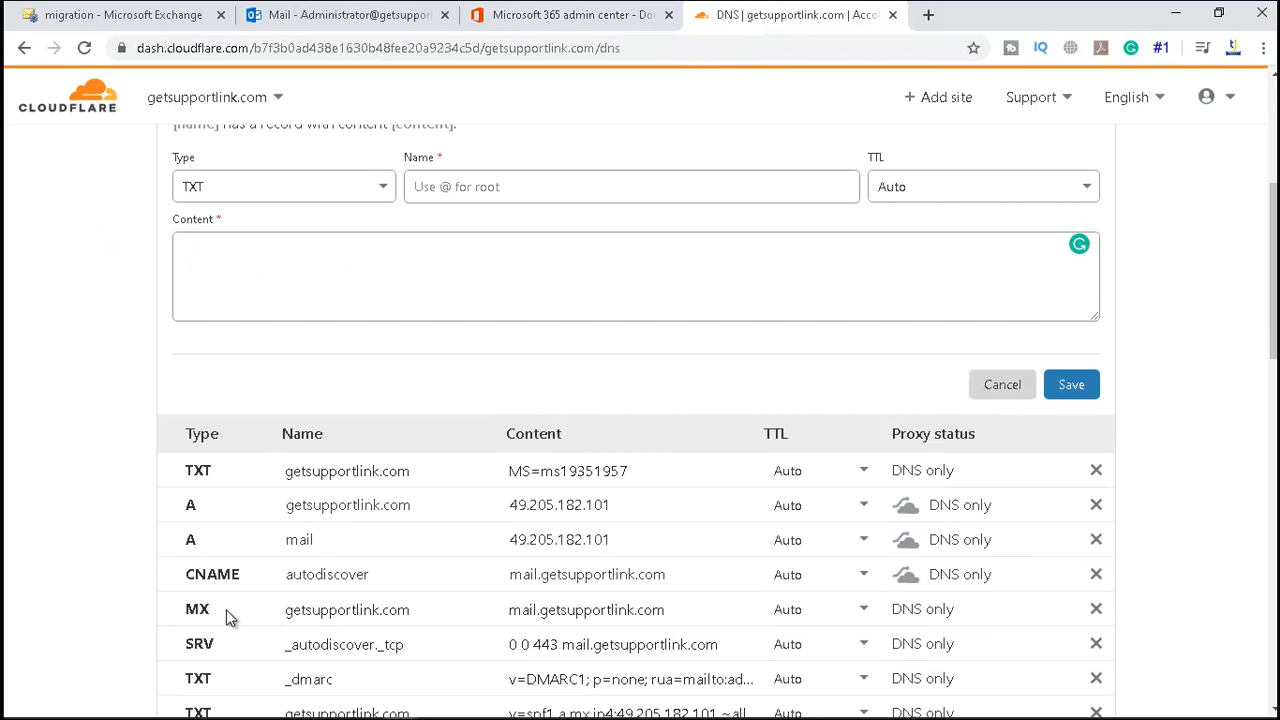 migration - Microsoft Exchange
Mail - Administrator@getsuppor
Microsoft 365 admin center - Do
DNS | getsupportlink.com | Acco
dash.cloudflare.com/b7f3b0ad438e1630b48fee20a9234c5d/getsupportlink.com/dns
IQ
#1
CLOUDFLARE
getsupportlink.com
+ Add site
Support
English
[name] has a record with content [content].
Type
Name *
TTL
TXT
Use @ for root
Auto
Content *
Cancel
Save
Type Name Content TTL Proxy status
TXT getsupportlink.com MS=ms19351957 Auto DNS only
A getsupportlink.com 49.205.182.101 Auto DNS only
A mail 49.205.182.101 Auto DNS only
CNAME autodiscover mail.getsupportlink.com Auto DNS only
MX getsupportlink.com mail.getsupportlink.com Auto DNS only
SRV _autodiscover._tcp 0 0 443 mail.getsupportlink.com Auto DNS only
TXT _dmarc v=DMARC1; p=none; rua=mailto:ad... Auto DNS only
TXT getsupportlink.com v=spf1 a mx ip4:49.205.182.101 ~all Auto DNS only